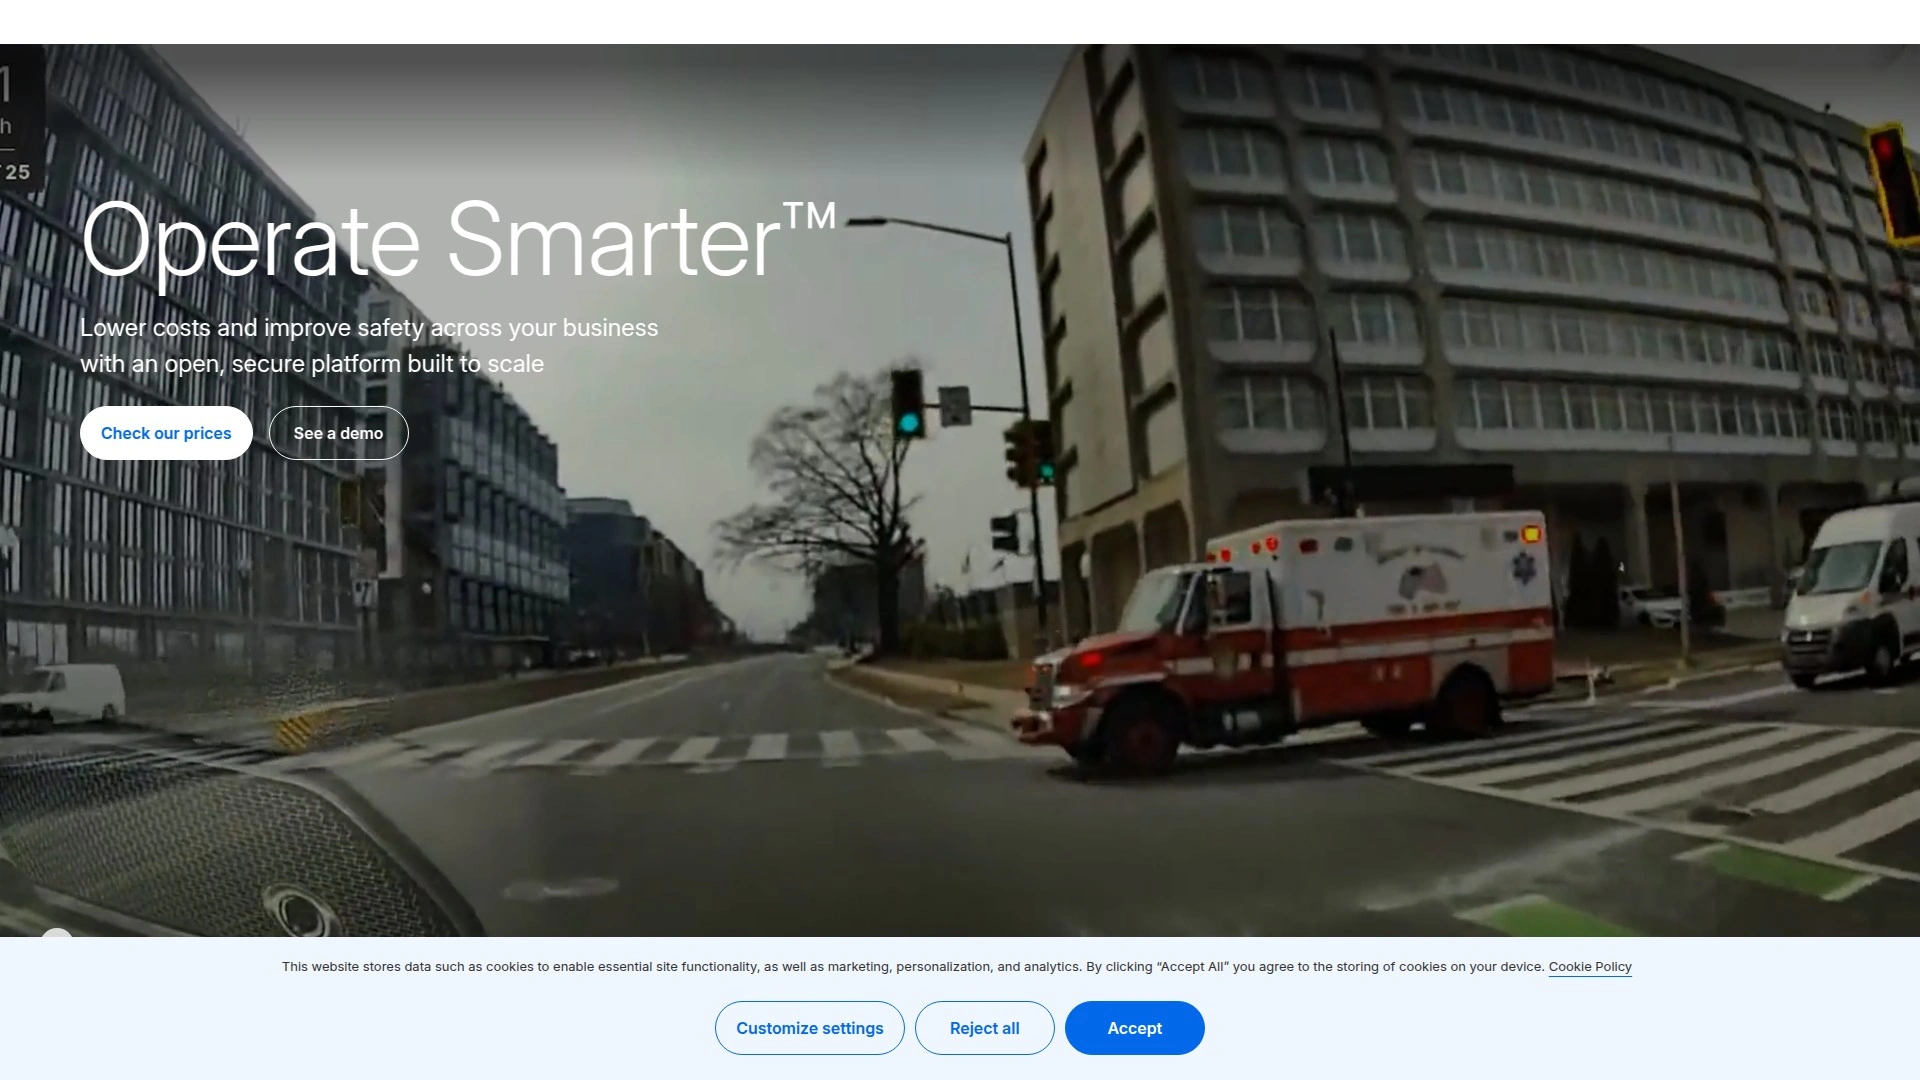 1
h
25
Operate Smarter™
Lower costs and improve safety across your business
with an open, secure platform built to scale
Check our prices
See a demo
This website stores data such as cookies to enable essential site functionality, as well as marketing, personalization, and analytics. By clicking “Accept All” you agree to the storing of cookies on your device. Cookie Policy
Customize settings
Reject all
Accept